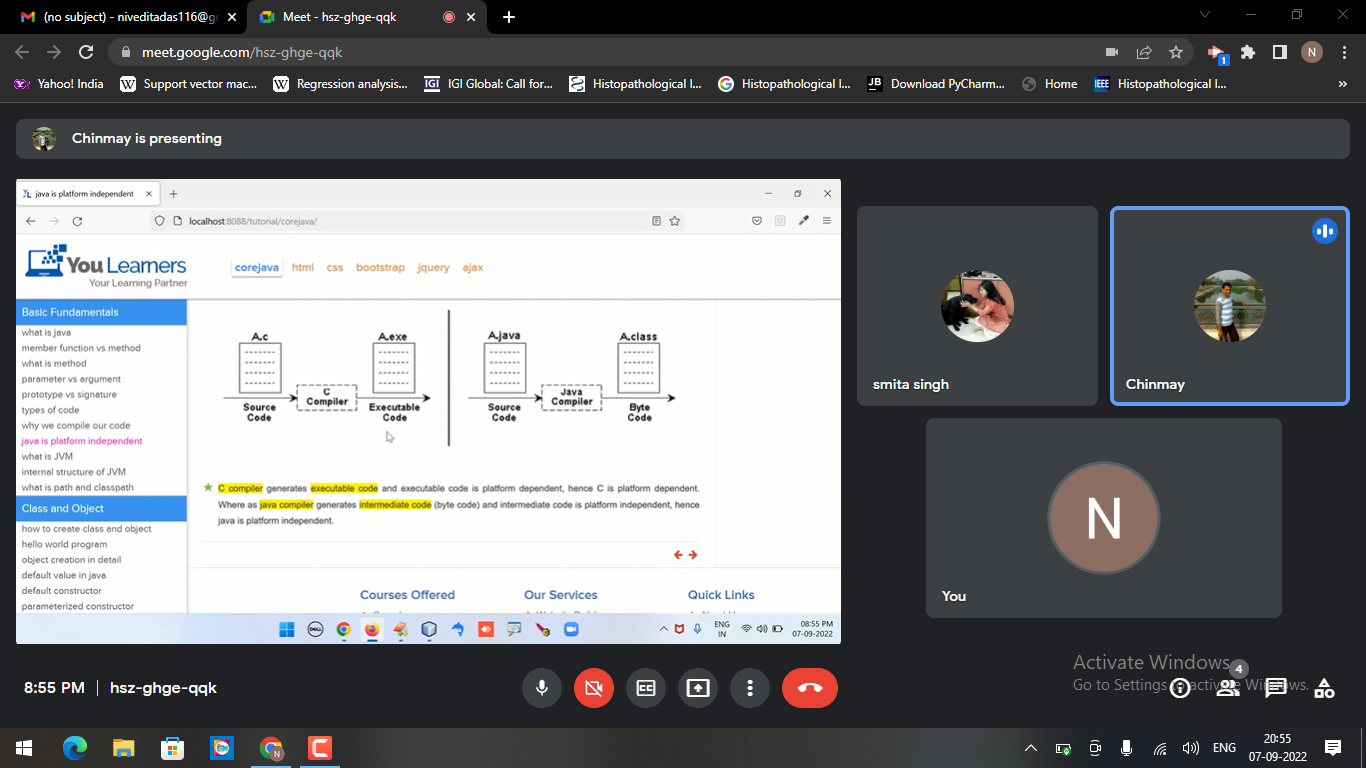 (no subject) - niveditadas116@g
Meet - hsz-ghge-qqk
meet.google.com/hsz-ghge-qqk
1
N
Yahoo! India
Support vector mac...
Regression analysis...
IGI Global: Call for...
Histopathological I...
Histopathological I...
Download PyCharm...
Home
Histopathological I...
»
Chinmay is presenting
java is platform independent
localhost:8088/tutorial/corejava/
You Learners
Your Learning Partner
corejava html css bootstrap jquery ajax
Basic Fundamentals
what is java
member function vs method
what is method
parameter vs argument
prototype vs signature
types of code
why we compile our code
java is platform independent
what is JVM
internal structure of JVM
what is path and classpath
Class and Object
how to create class and object
hello world program
object creation in detail
default value in java
default constructor
parameterized constructor
A.c A.exe A.java A.class
C Compiler
Java Compiler
Source Code
Executable Code
Source Code
Byte Code
C compiler generates executable code and executable code is platform dependent, hence C is platform dependent.
Where as java compiler generates intermediate code (byte code) and intermediate code is platform independent, hence
java is platform independent.
Courses Offered Our Services Quick Links
DELL
ENG
IN
08:55 PM
07-09-2022
smita singh
Chinmay
N
You
8:55 PM | hsz-ghge-qqk
Activate Windows
Go to Settings to activate Windows.
4
ENG
20:55
07-09-2022